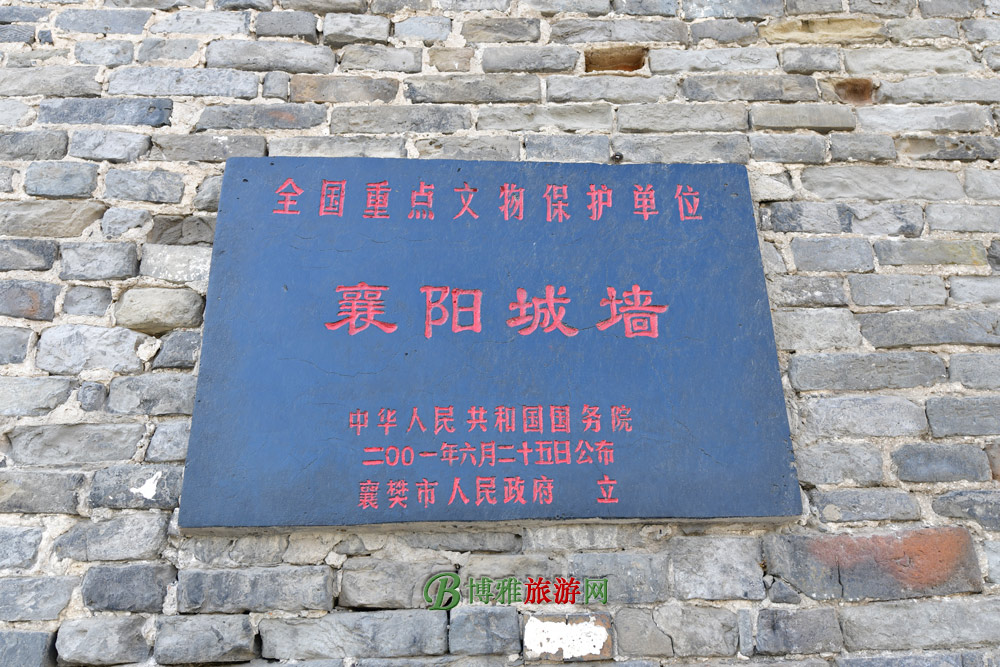 全国重点文物保护单位
襄阳城墙
中华人民共和国国务院
二00一年六月二十五日公布
襄樊市人民政府 立
B博雅旅游网